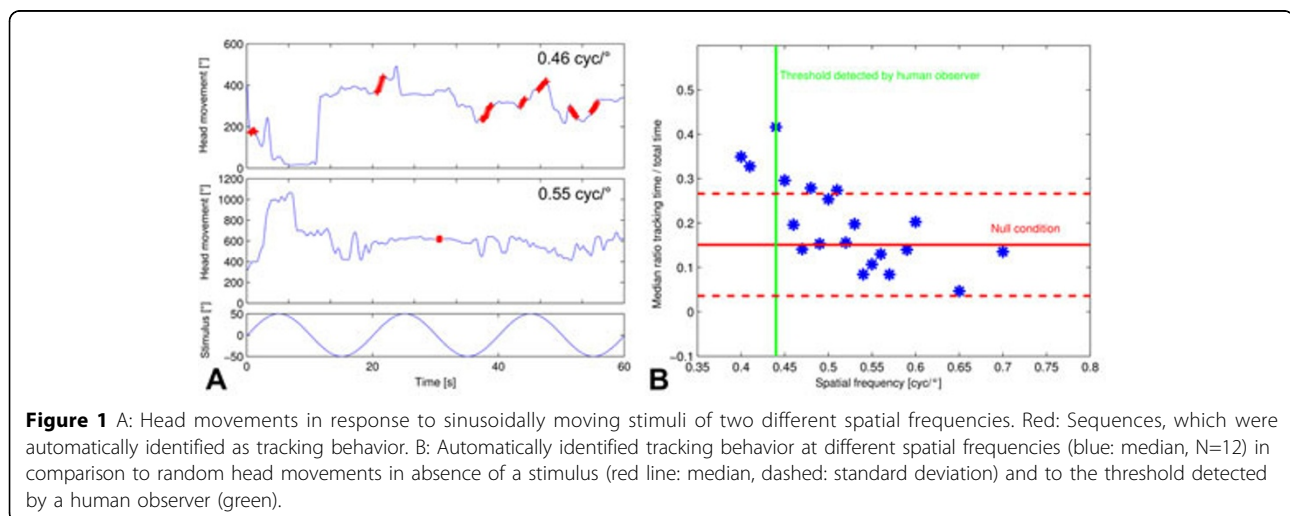 600
400
200
0
Head movement [°]
0.46 cyc/°
1200
1000
800
600
400
200
0
Head movement [°]
0.55 cyc/°
50
0
-50
Stimulus [°]
0
20
40
60
A
Time [s]
Threshold detected by human observer
0.5
0.4
0.3
0.2
0.1
0
-0.1
Median ratio tracking time / total time
Null condition
0.35
0.4
0.45
0.5
0.55
0.6
0.65
0.7
0.75
0.8
B
Spatial frequency [cyc/°]
Figure 1 A: Head movements in response to sinusoidally moving stimuli of two different spatial frequencies. Red: Sequences, which were
automatically identified as tracking behavior. B: Automatically identified tracking behavior at different spatial frequencies (blue: median, N=12) in
comparison to random head movements in absence of a stimulus (red line: median, dashed: standard deviation) and to the threshold detected
by a human observer (green).